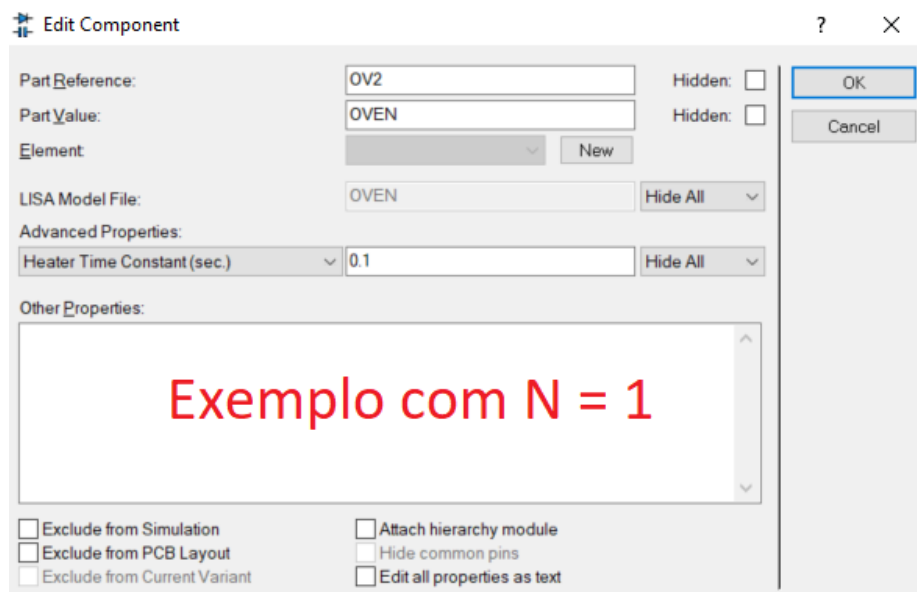 Edit Component
?
Part Reference:
OV2
Hidden:
OK
Part Value:
OVEN
Hidden:
Cancel
Element:
New
LISA Model File:
OVEN
Hide All
Advanced Properties:
Heater Time Constant (sec.)
0.1
Hide All
Other Properties:
Exemplo com N = 1
Exclude from Simulation
Attach hierarchy module
Exclude from PCB Layout
Hide common pins
Exclude from Current Variant
Edit all properties as text